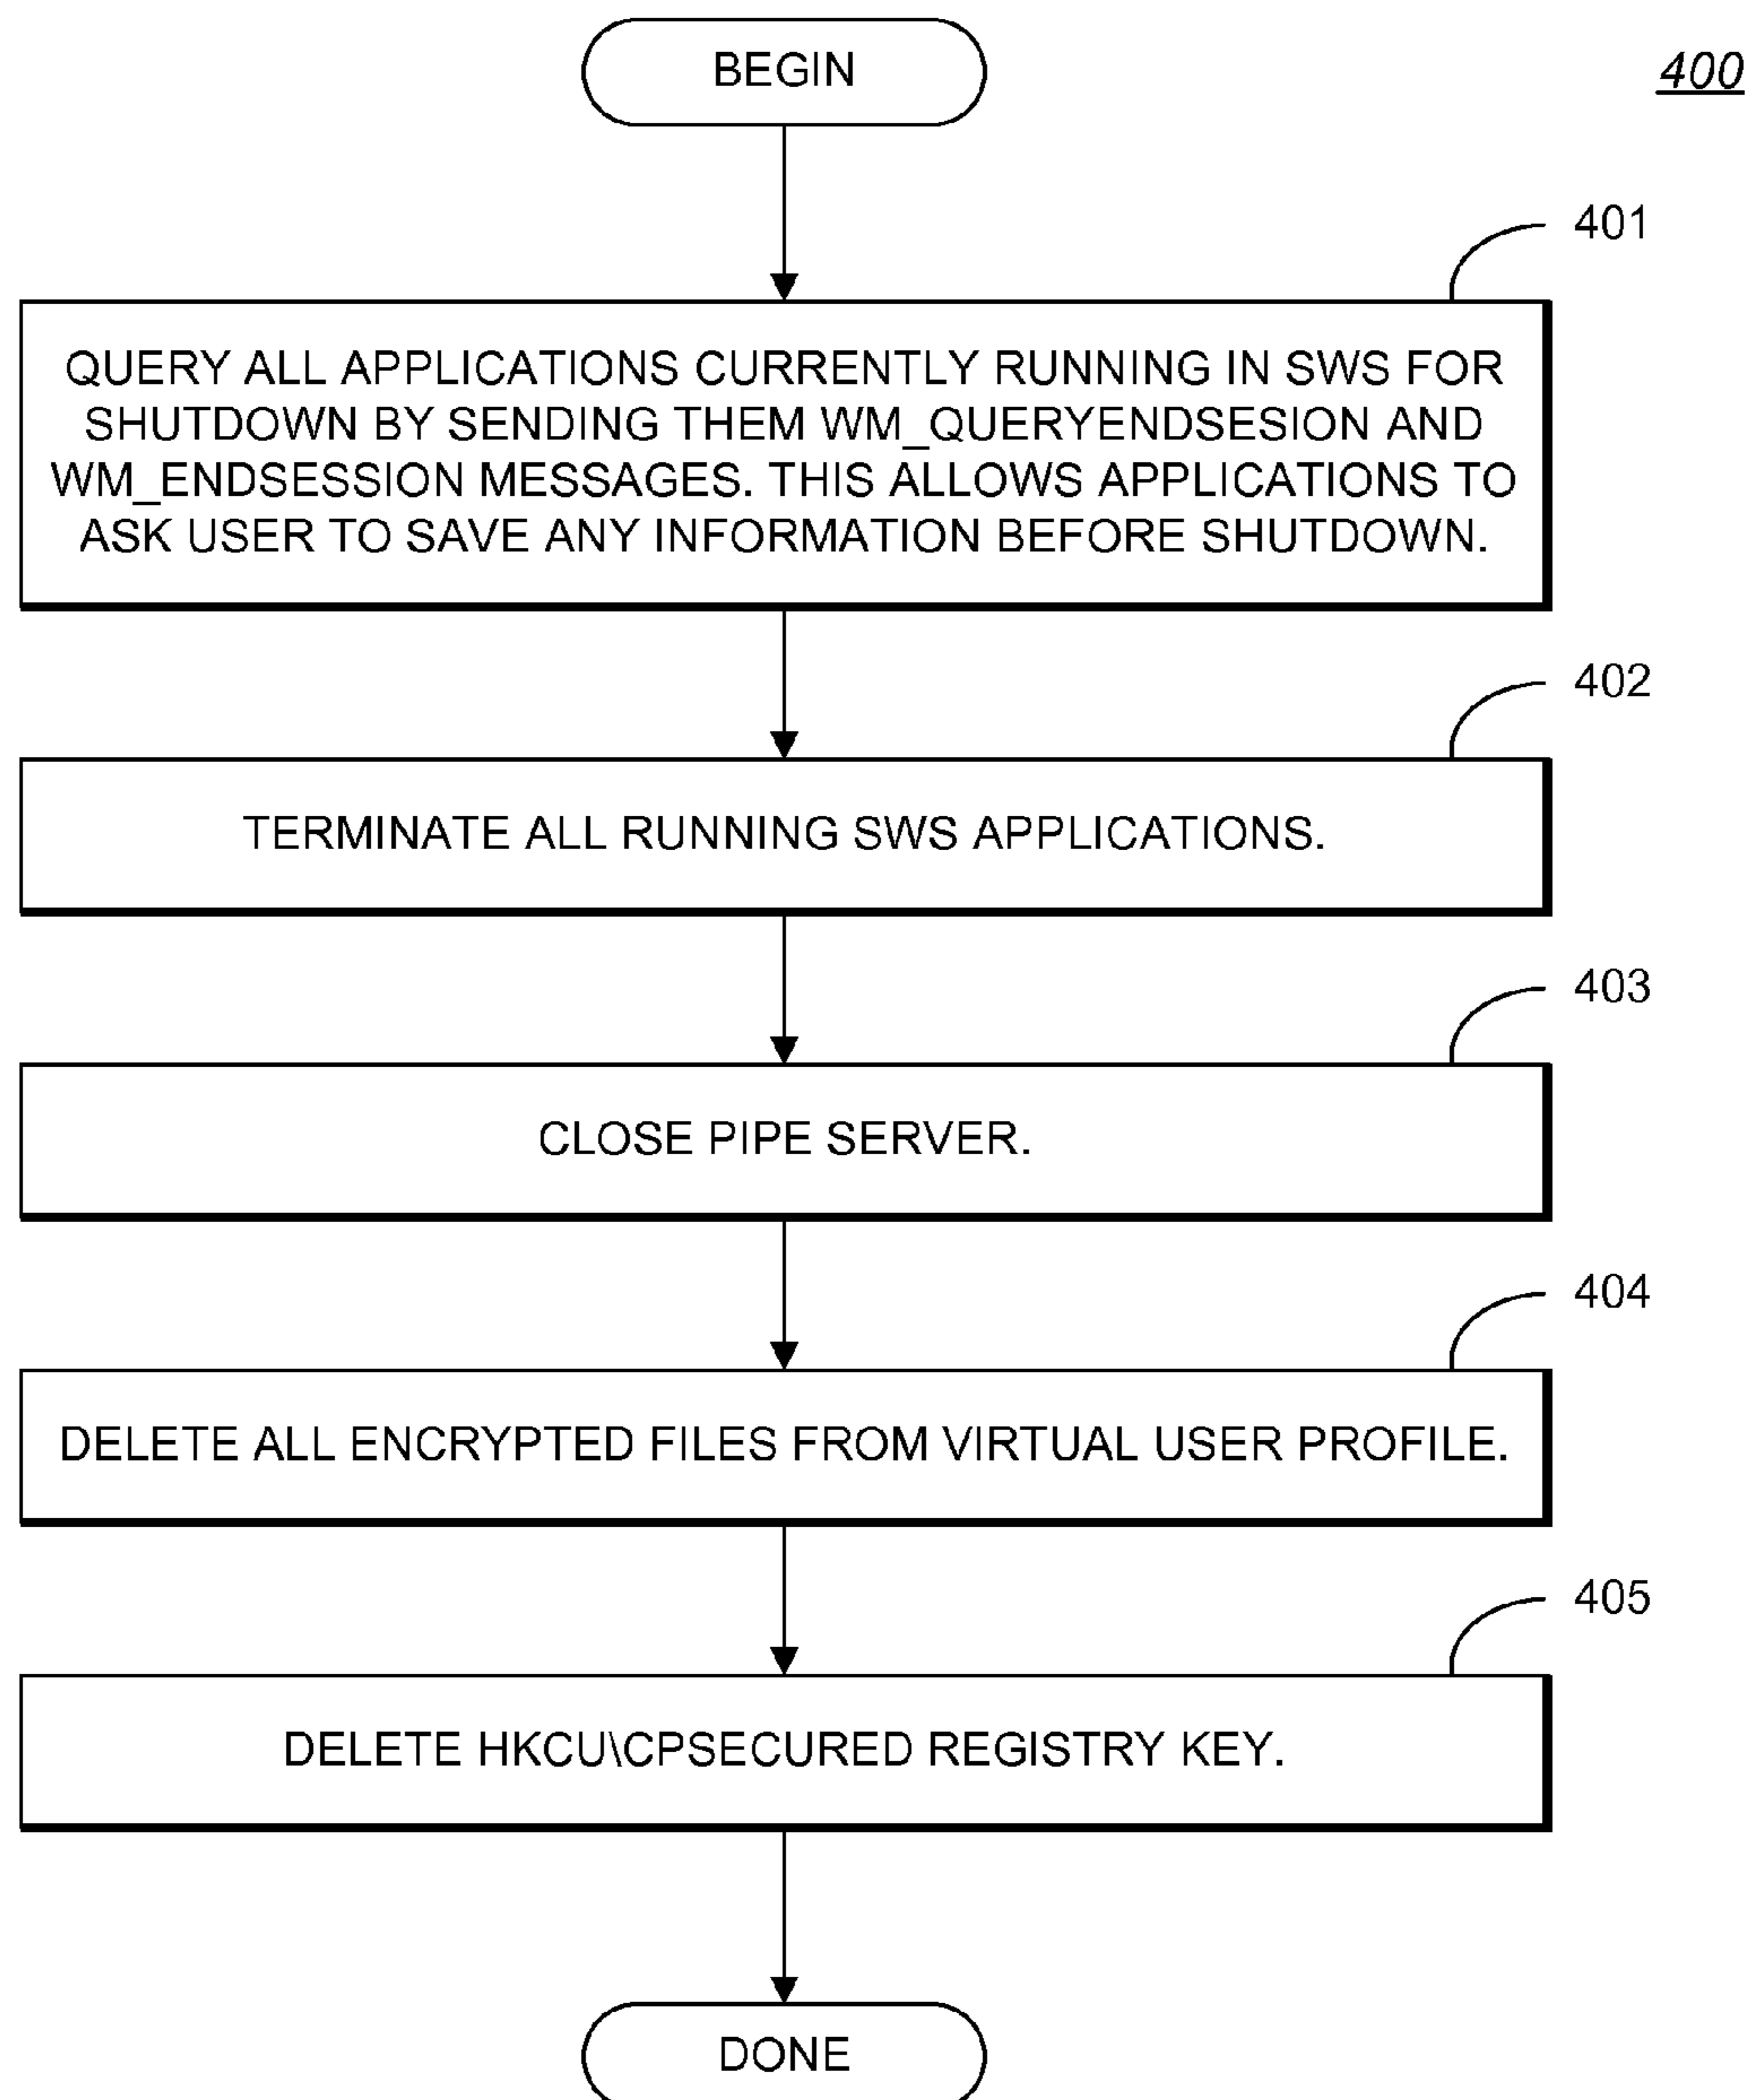 BEGIN
400
401
QUERY ALL APPLICATIONS CURRENTLY RUNNING IN SWS FOR
SHUTDOWN BY SENDING THEM WM_QUERYENDSESION AND
WM_ENDSESSION MESSAGES. THIS ALLOWS APPLICATIONS TO
ASK USER TO SAVE ANY INFORMATION BEFORE SHUTDOWN.
402
TERMINATE ALL RUNNING SWS APPLICATIONS.
403
CLOSE PIPE SERVER.
404
DELETE ALL ENCRYPTED FILES FROM VIRTUAL USER PROFILE.
405
DELETE HKCU\CPSECURED REGISTRY KEY.
DONE